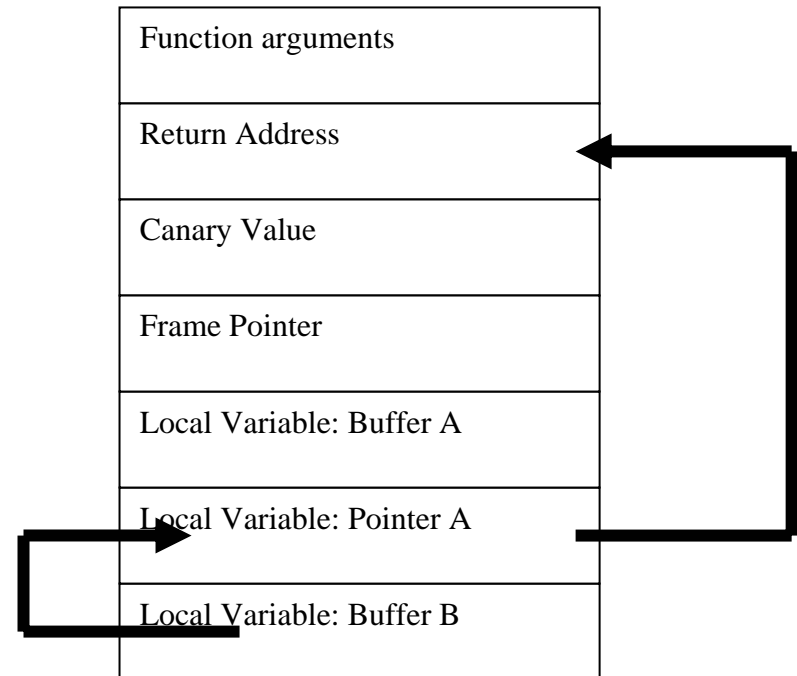 Function arguments
Return Address
Canary Value
Frame Pointer
Local Variable: Buffer A
Local Variable: Pointer A
Local Variable: Buffer B